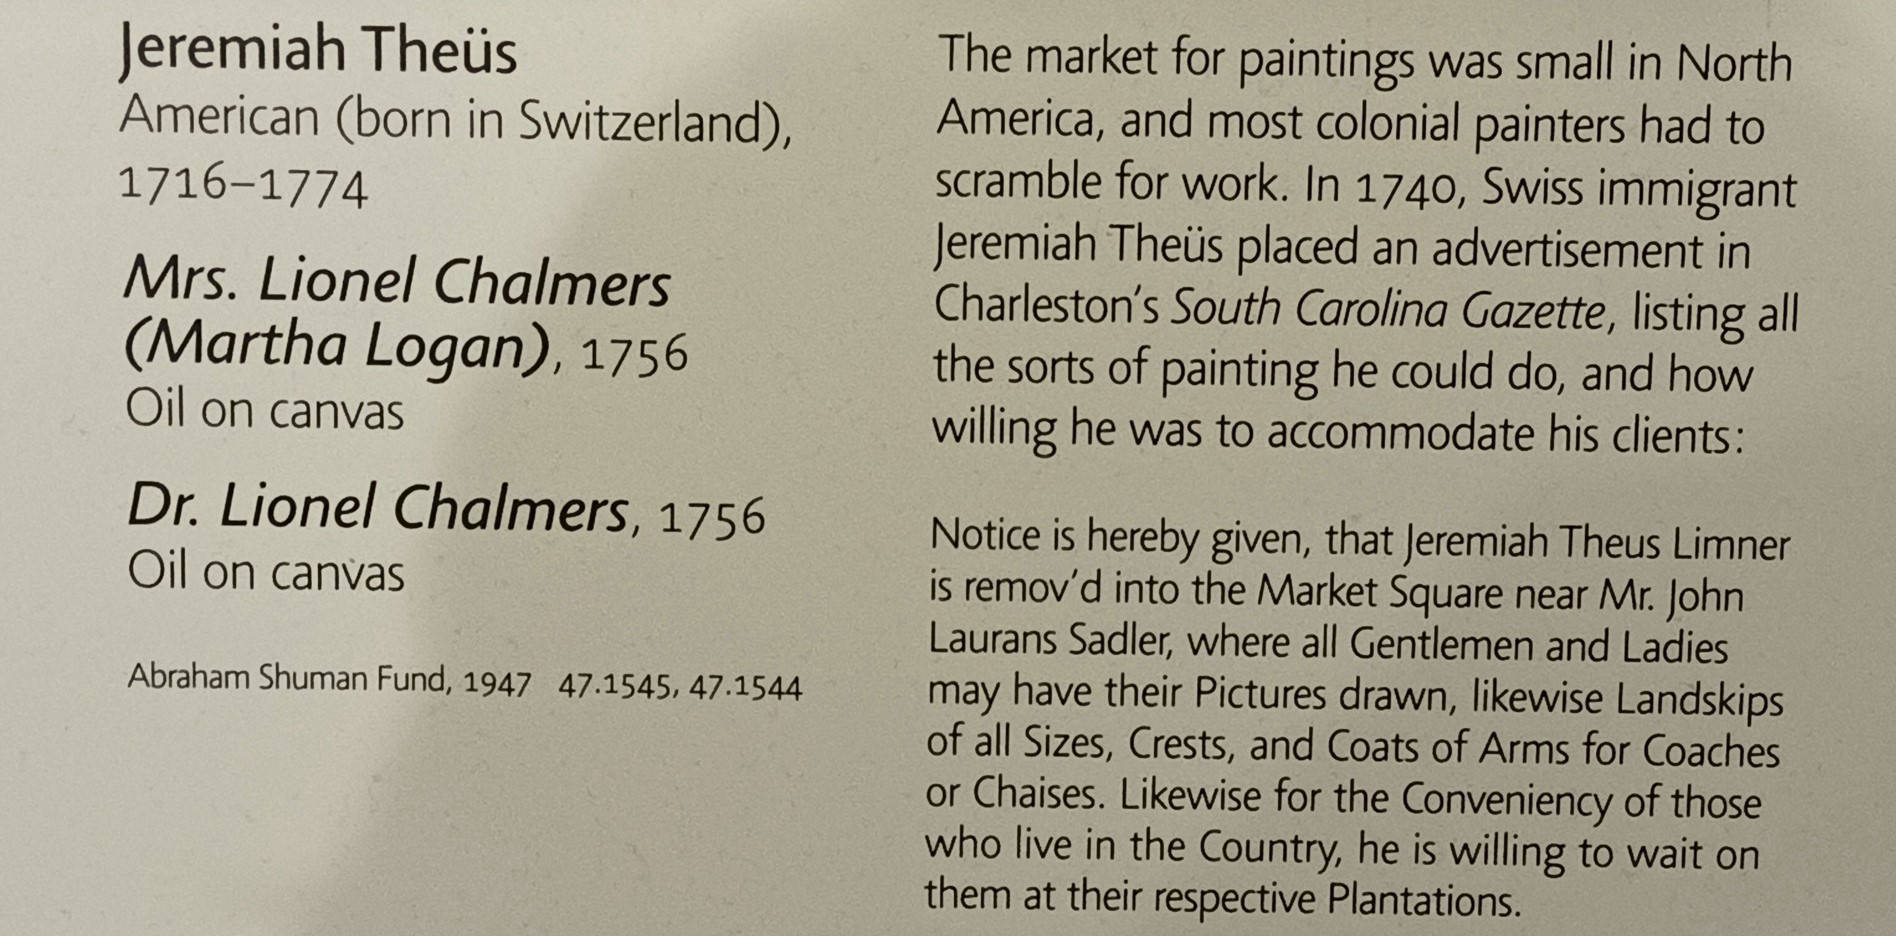 Jeremiah Theüs
American (born in Switzerland),
1716–1774
Mrs. Lionel Chalmers
(Martha Logan), 1756
Oil on canvas
Dr. Lionel Chalmers, 1756
Oil on canvas
Abraham Shuman Fund, 1947 47.1545, 47.1544
The market for paintings was small in North
America, and most colonial painters had to
scramble for work. In 1740, Swiss immigrant
Jeremiah Theüs placed an advertisement in
Charleston's South Carolina Gazette, listing all
the sorts of painting he could do, and how
willing he was to accommodate his clients:
Notice is hereby given, that Jeremiah Theus Limner
is remov'd into the Market Square near Mr. John
Laurans Sadler, where all Gentlemen and Ladies
may have their Pictures drawn, likewise Landskips
of all Sizes, Crests, and Coats of Arms for Coaches
or Chaises. Likewise for the Conveniency of those
who live in the Country, he is willing to wait on
them at their respective Plantations.